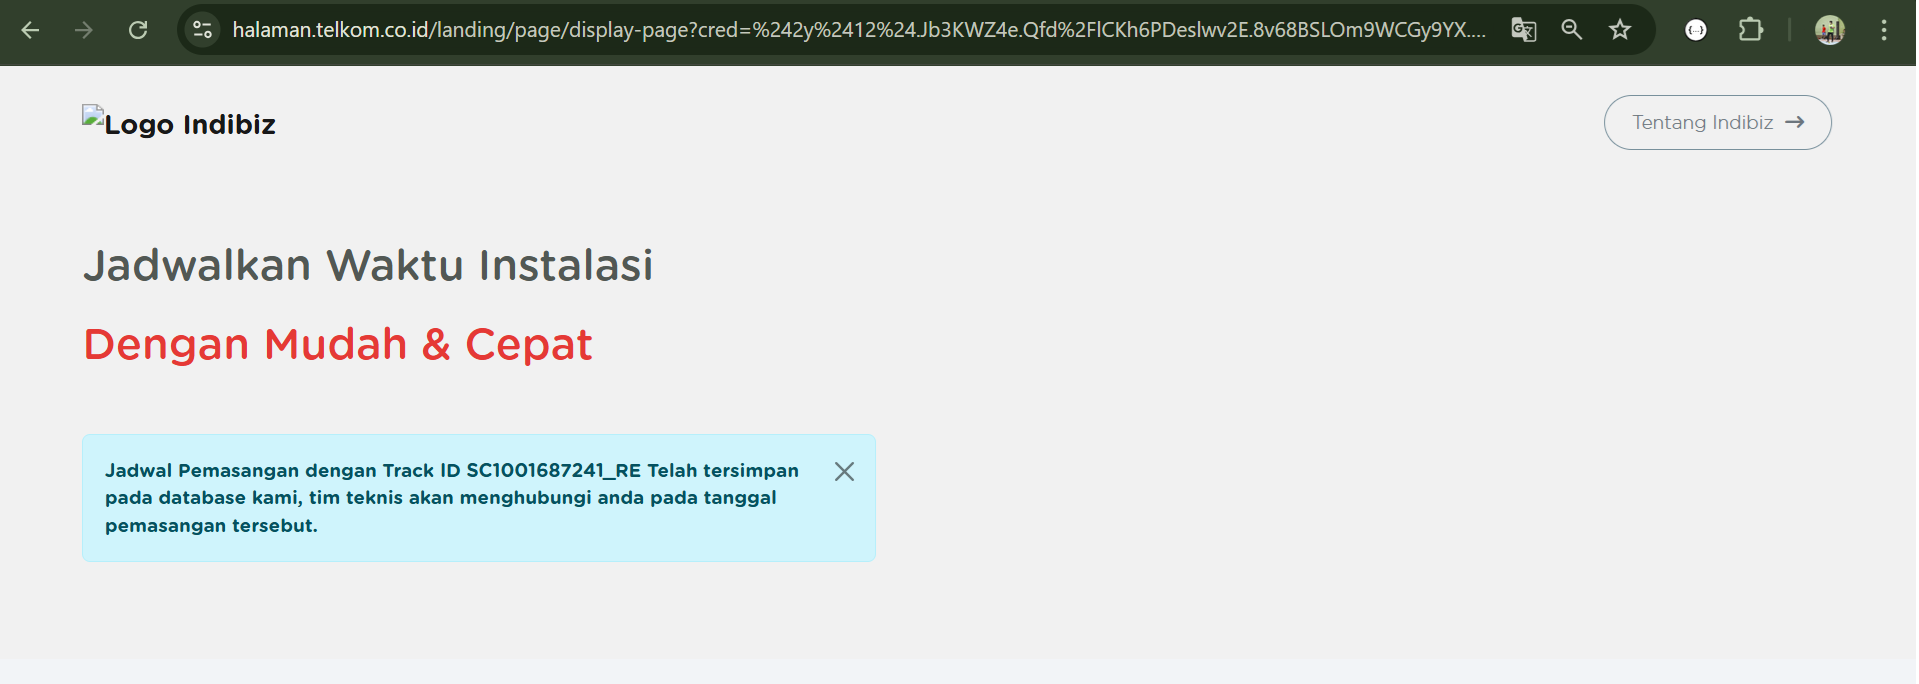 halaman.telkom.co.id/landing/page/display-page?cred=%242y%2412%24.Jb3KWZ4e.Qfd%2FlCKh6PDeslwv2E.8v68BSLOm9WCGy9YX....
Logo Indibiz
Tentang Indibiz →
Jadwalkan Waktu Instalasi
Dengan Mudah & Cepat
Jadwal Pemasangan dengan Track ID SC1001687241_RE Telah tersimpan
pada database kami, tim teknis akan menghubungi anda pada tanggal
pemasangan tersebut.